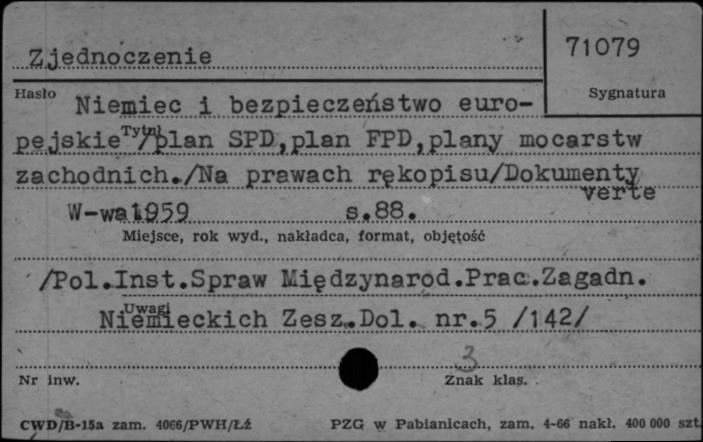 Zjednoczenie
71079
Hasło
Sygnatura
Niemiec i bezpieczeństwo euro-
pejskie /plan SPD,plan FPD,plany mocarstw
Tytuł
zachodnich./Na prawach rękopisu/Dokumenty
verte
W-wa1959 s.88.
Miejsce, rok wyd., nakładca, format, objętość
/Pol.Inst.Spraw Międzynarod.Prac.Zagadn.
Uwagi
Niemieckich Zesz.Dol. nr.5 /142/
3
Nr inw.
Znak klas.
CWD/B-15a zam. 4066/PWH/Łź
PZG w Pabianicach, zam. 4-66 nakł. 400 000 szt.